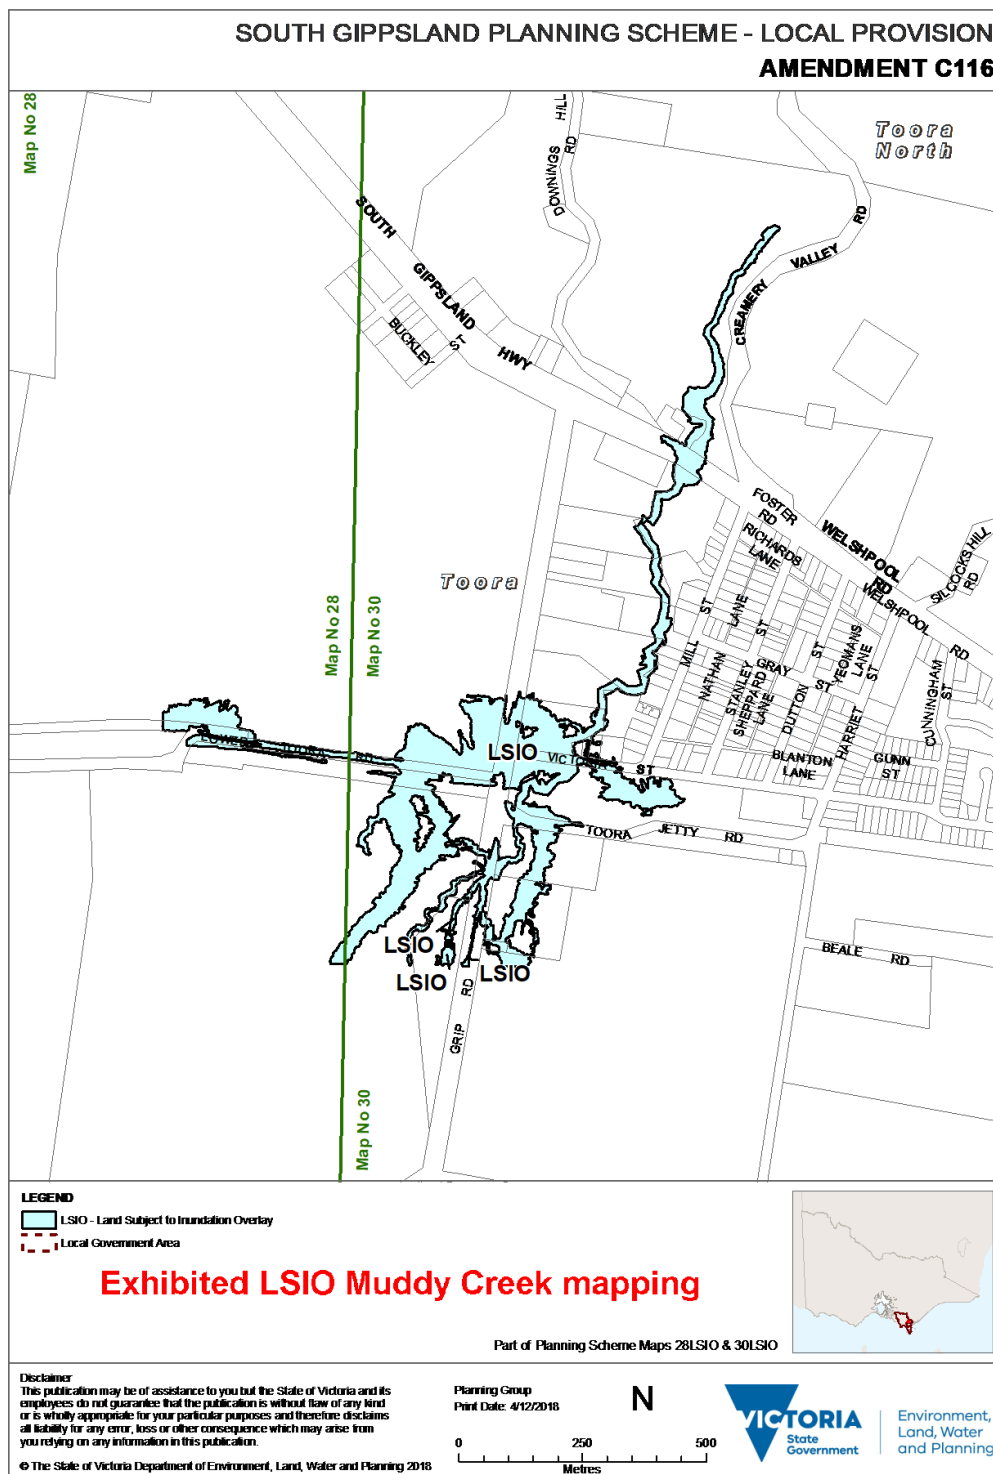 SOUTH GIPPSLAND PLANNING SCHEME - LOCAL PROVISION
AMENDMENT C116
Map No 28
HILL
DOWNINGS RD
Toora
North
SOUTH GIPPSLAND HWY
BUCKLEY ST
CREAMERY VALLEY RD
FOSTER RD
WELSHPOOL RD
RICHARDS LANE
SILCOCKS HILL RD
WELSHPOOL RD
Toora
Map No 28
Map No 30
MILL ST
NATHAN LANE
STANLEY ST
SHEPPARD LANE
GRAY ST
DUTTON ST
YEOMANS LANE
HARRIET ST
CUNNINGHAM ST
LOWER TOORA RD
LSIO
VICTORIA ST
BLANTON LANE
GUNN ST
TOORA JETTY RD
LSIO
LSIO
LSIO
BEALE RD
GRIP RD
Map No 30
LEGEND
LSIO - Land Subject to Inundation Overlay
Local Government Area
Exhibited LSIO Muddy Creek mapping
Part of Planning Scheme Maps 28LSIO & 30LSIO
Disclaimer
This publication may be of assistance to you but the State of Victoria and its
employees do not guarantee that the publication is without flaw of any kind
or is wholly appropriate for your particular purposes and therefore disclaims
all liability for any error, loss or other consequence which may arise from
you relying on any information in this publication.
© The State of Victoria Department of Environment, Land, Water and Planning 2018
Planning Group
Print Date: 4/12/2018
N
0 250 500
Metres
VICTORIA
State
Government
Environment,
Land, Water
and Planning